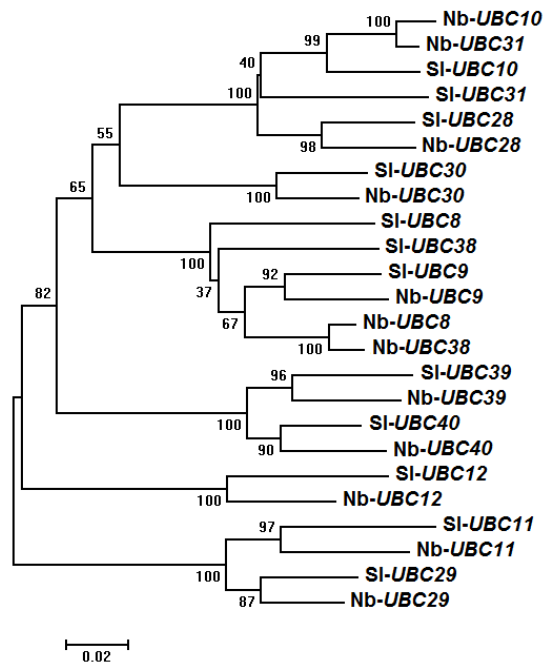 Nb-UBC10
100
Nb-UBC31
99
40
Sl-UBC10
100
Sl-UBC31
55
Sl-UBC28
98
Nb-UBC28
65
Sl-UBC30
100
Nb-UBC30
Sl-UBC8
100
Sl-UBC38
37
92
Sl-UBC9
82
Nb-UBC9
67
Nb-UBC8
100
Nb-UBC38
96
Sl-UBC39
Nb-UBC39
100
Sl-UBC40
90
Nb-UBC40
Sl-UBC12
100
Nb-UBC12
97
Sl-UBC11
Nb-UBC11
100
Sl-UBC29
87
Nb-UBC29
0.02